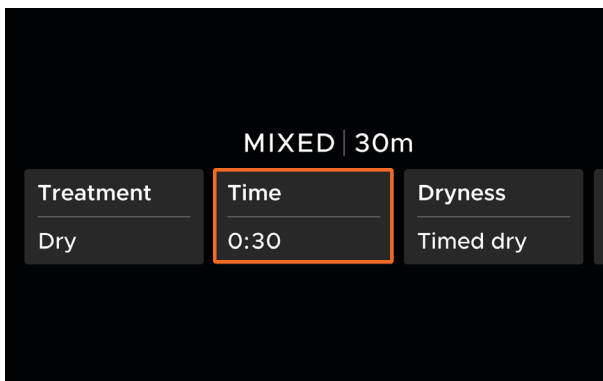 MIXED | 30m
Treatment
Dry
Time
0:30
Dryness
Timed dry